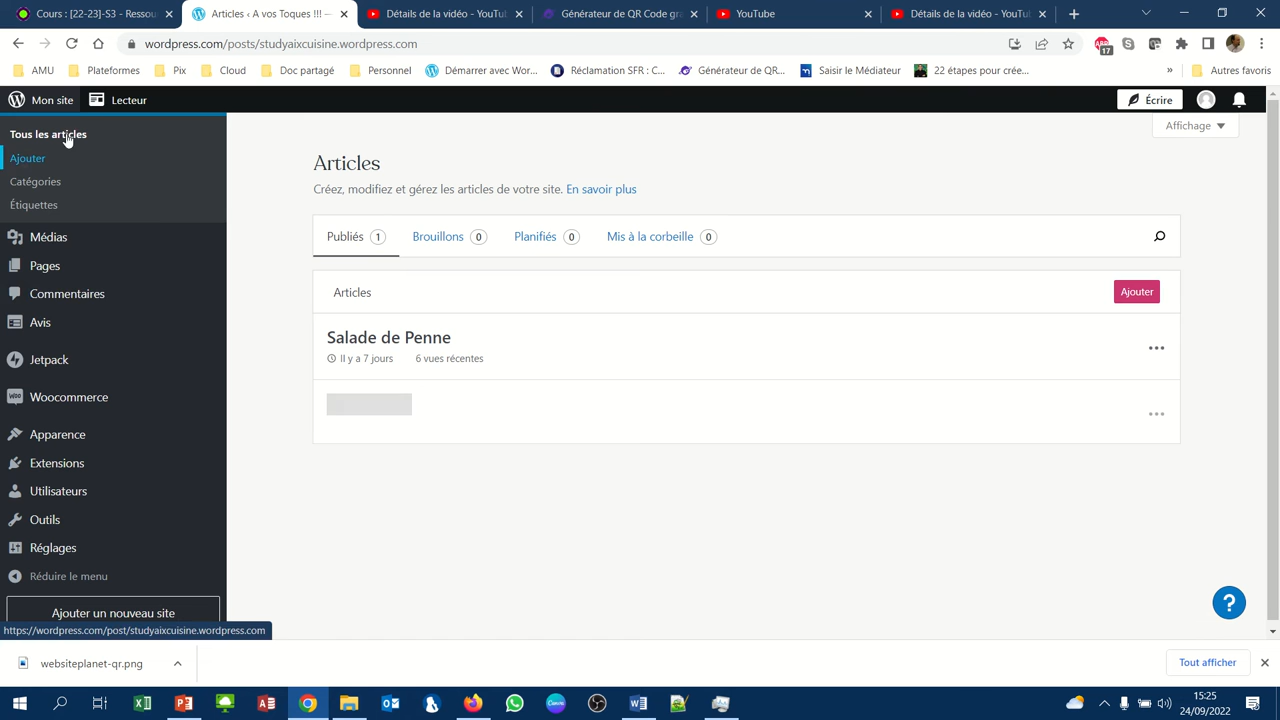 Cours : [22-23]-S3 - Ressou
Articles ‹ A vos Toques !!! —
Détails de la vidéo - YouTu
Générateur de QR Code gra
YouTube
Détails de la vidéo - YouTu
wordpress.com/posts/studyaixcuisine.wordpress.com
17
AMU
Plateformes
Pix
Cloud
Doc partagé
Personnel
Démarrer avec Wor...
Réclamation SFR : C...
Générateur de QR...
Saisir le Médiateur
22 étapes pour crée...
»
Autres favoris
Mon site
Lecteur
Écrire
Tous les articles
Ajouter
Catégories
Étiquettes
Médias
Pages
Commentaires
Avis
Jetpack
Woocommerce
Apparence
Extensions
Utilisateurs
Outils
Réglages
Réduire le menu
Ajouter un nouveau site
https://wordpress.com/post/studyaixcuisine.wordpress.com
Affichage
Articles
Créez, modifiez et gérez les articles de votre site. En savoir plus
Publiés 1
Brouillons 0
Planifiés 0
Mis à la corbeille 0
Articles
Ajouter
Salade de Penne
Il y a 7 jours
6 vues récentes
?
websiteplanet-qr.png
Tout afficher
15:25
24/09/2022